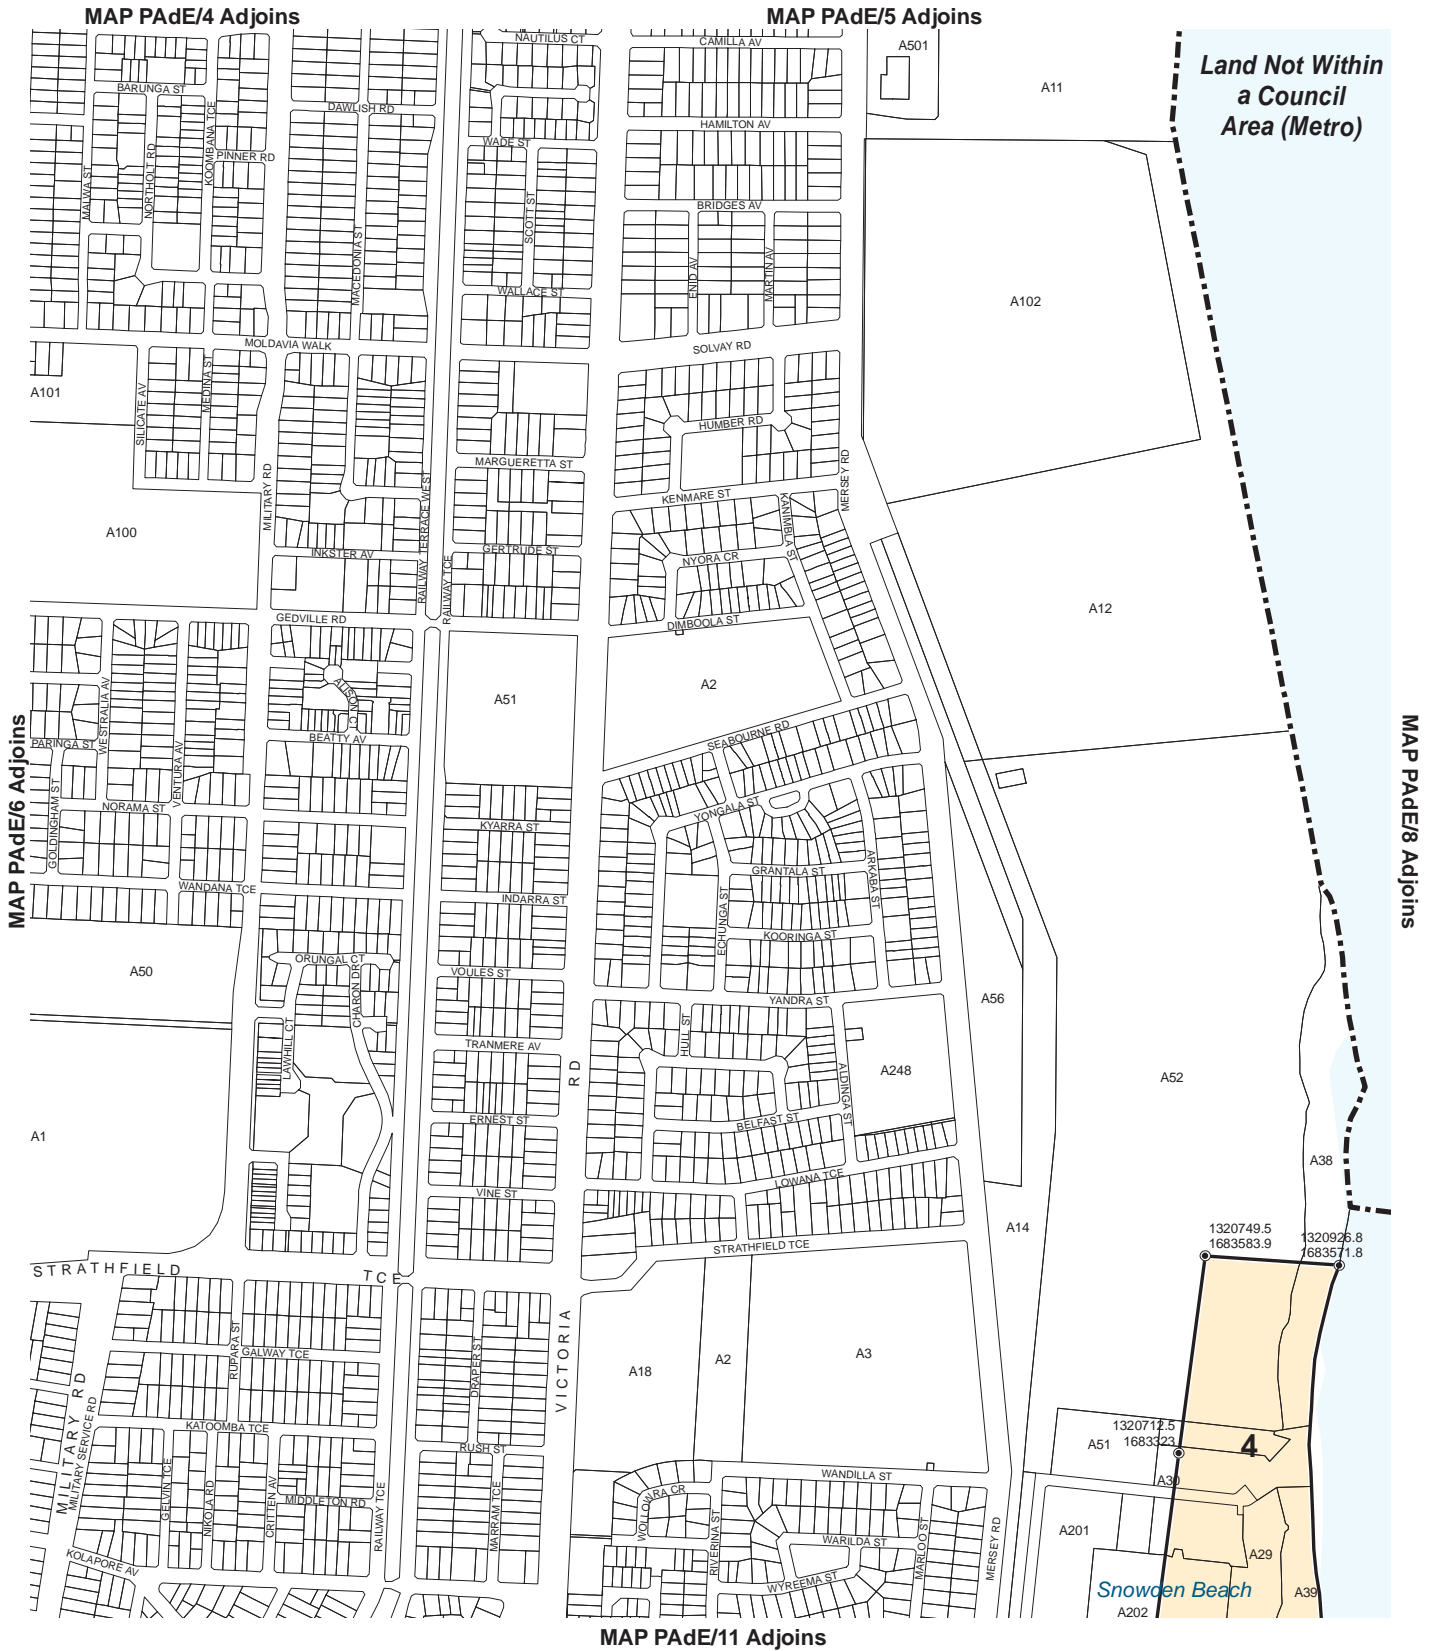 MAP PAdE/4 Adjoins
MAP PAdE/5 Adjoins
NAUTILUS CT
CAMILLA AV
A501
A11
Land Not Within
a Council
Area (Metro)
BARUNGA ST
DAWLISH RD
HAMILTON AV
WADE ST
KOOMBANA TCE
PINNER RD
NORTHOLT RD
MALWA ST
SCOTT ST
BRIDGES AV
MACEDONIA ST
ENID AV
MARTIN AV
WALLACE ST
A102
MOLDAVIA WALK
SOLVAY RD
A101
SILICATE AV
MEDINA ST
HUMBER RD
MARGUERETTA ST
MILITARY RD
RAILWAY TERRACE WEST
KENMARE ST
KANIMBLA ST
MERSEY RD
A100
INKSTER AV
GERTRUDE ST
NYORA CR
RAILWAY TCE
A12
GEDVILLE RD
DIMBOOLA ST
ALISON CT
A51
A2
WESTRALIA AV
PARINGA ST
BEATTY AV
SEABOURNE RD
VENTURA AV
MAP PAdE/6 Adjoins
MAP PAdE/8 Adjoins
GOLDINGHAM ST
NORAMA ST
YONGALA ST
KYARRA ST
GRANTALA ST
ARKABA ST
WANDANA TCE
INDARRA ST
ECHUNGA ST
KOORINGA ST
A50
ORUNGAL CT
CHARON DR
VOULES ST
YANDRA ST
A56
LAWHILL CT
TRANMERE AV
HULL ST
RD
A248
ALDINGA ST
A52
A1
ERNEST ST
BELFAST ST
A38
VINE ST
LOWANA TCE
A14
STRATHFIELD TCE
STRATHFIELD
TCE
1320749.5
1683583.9
1320926.8
1683571.8
RUPARA ST
GALWAY TCE
DRAPER ST
VICTORIA
A18
A2
A3
MILITARY RD
MILITARY SERVICE RD
KATOOMBA TCE
RUSH ST
1320712.5
1683323
A51
4
A30
WANDILLA ST
GELVIN TCE
NIKOLA RD
CRITTEN AV
MIDDLETON RD
RAILWAY TCE
MARRAM TCE
WOLLOWRA CR
RIVERINA ST
WARILDA ST
MARLOO ST
MERSEY RD
A201
A29
KOLAPORE AV
WYREEMA ST
Snowden Beach
A39
A202
MAP PAdE/11 Adjoins